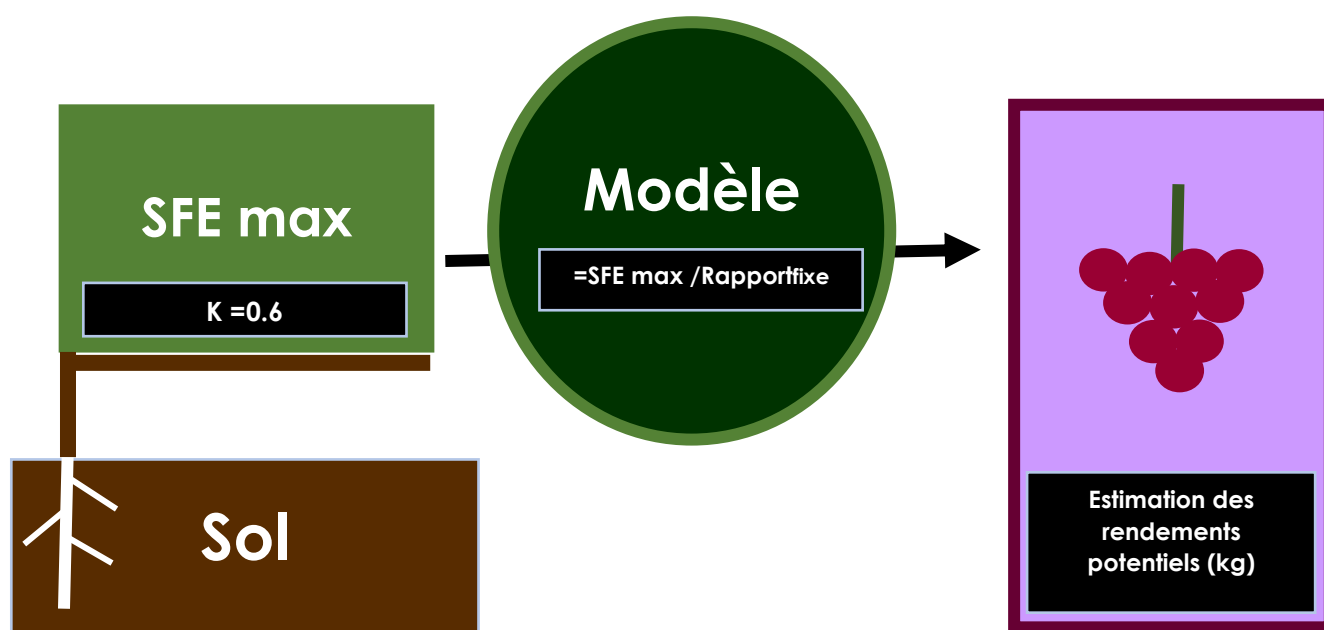 SFE max
K =0.6
Modèle
=SFE max /Rapportfixe
Sol
Estimation des
rendements
potentiels (kg)